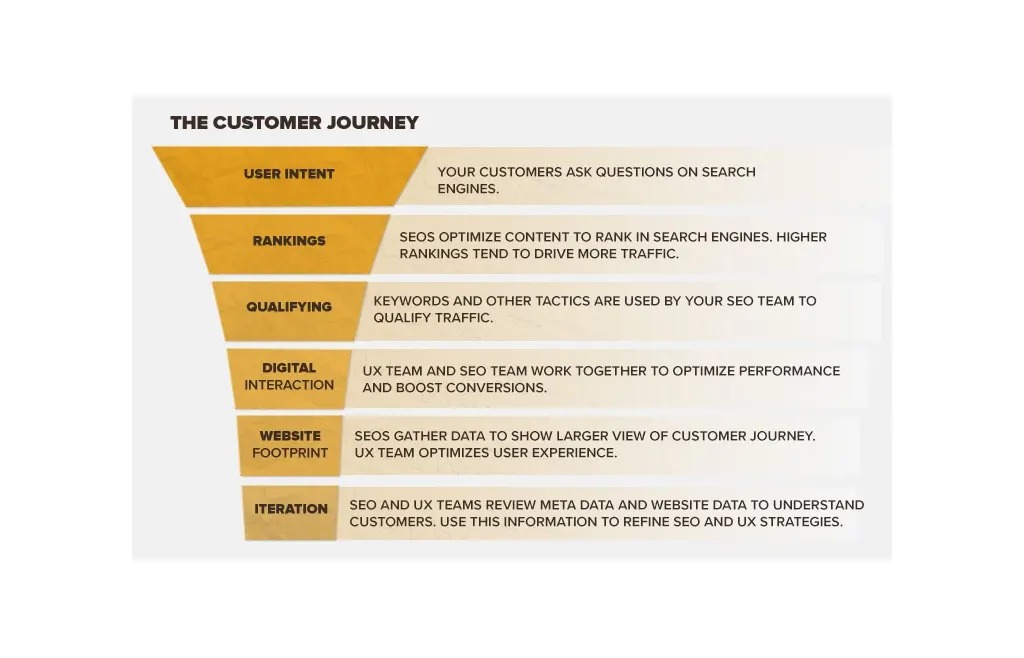 THE CUSTOMER JOURNEY
USER INTENT
YOUR CUSTOMERS ASK QUESTIONS ON SEARCH
ENGINES.
RANKINGS
SEOS OPTIMIZE CONTENT TO RANK IN SEARCH ENGINES. HIGHER
RANKINGS TEND TO DRIVE MORE TRAFFIC.
QUALIFYING
KEYWORDS AND OTHER TACTICS ARE USED BY YOUR SEO TEAM TO
QUALIFY TRAFFIC.
DIGITAL
INTERACTION
UX TEAM AND SEO TEAM WORK TOGETHER TO OPTIMIZE PERFORMANCE
AND BOOST CONVERSIONS.
WEBSITE
FOOTPRINT
SEOS GATHER DATA TO SHOW LARGER VIEW OF CUSTOMER JOURNEY.
UX TEAM OPTIMIZES USER EXPERIENCE.
ITERATION
SEO AND UX TEAMS REVIEW META DATA AND WEBSITE DATA TO UNDERSTAND
CUSTOMERS. USE THIS INFORMATION TO REFINE SEO AND UX STRATEGIES.